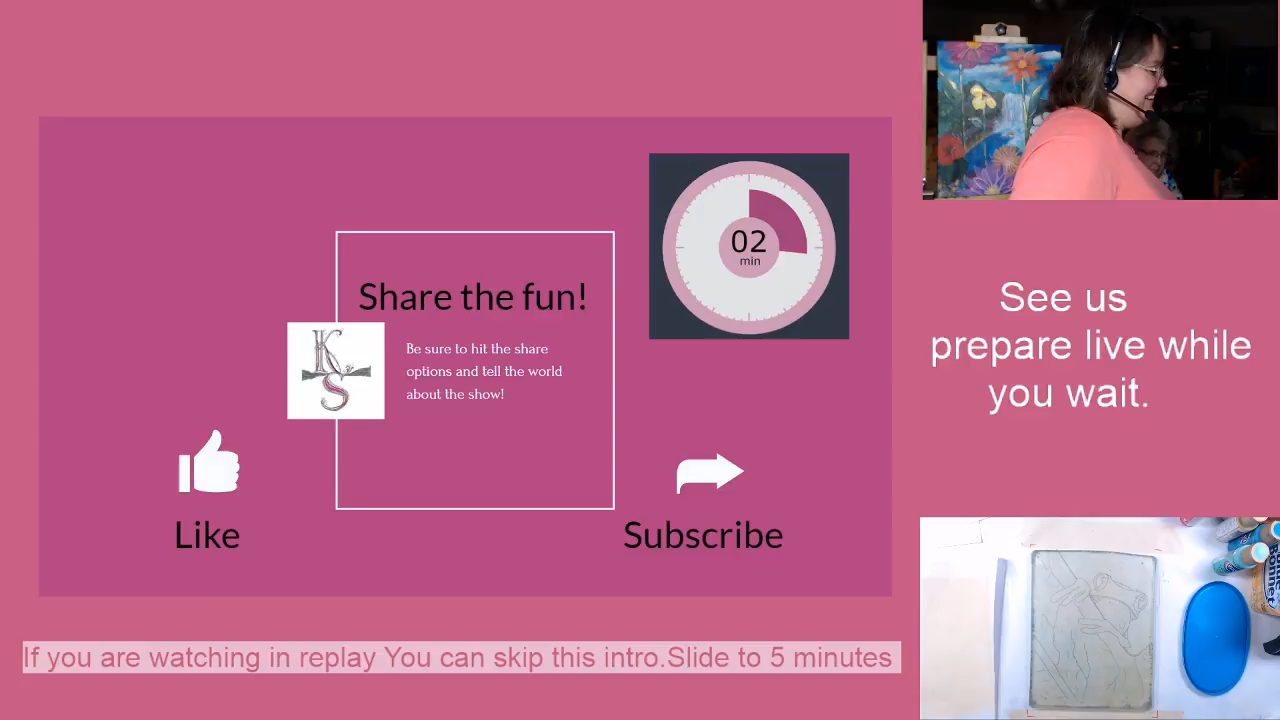 02
min
Share the fun!
K
S
Be sure to hit the share
options and tell the world
about the show!
Like
Subscribe
See us
prepare live while
you wait.
If you are watching in replay You can skip this intro.Slide to 5 minutes